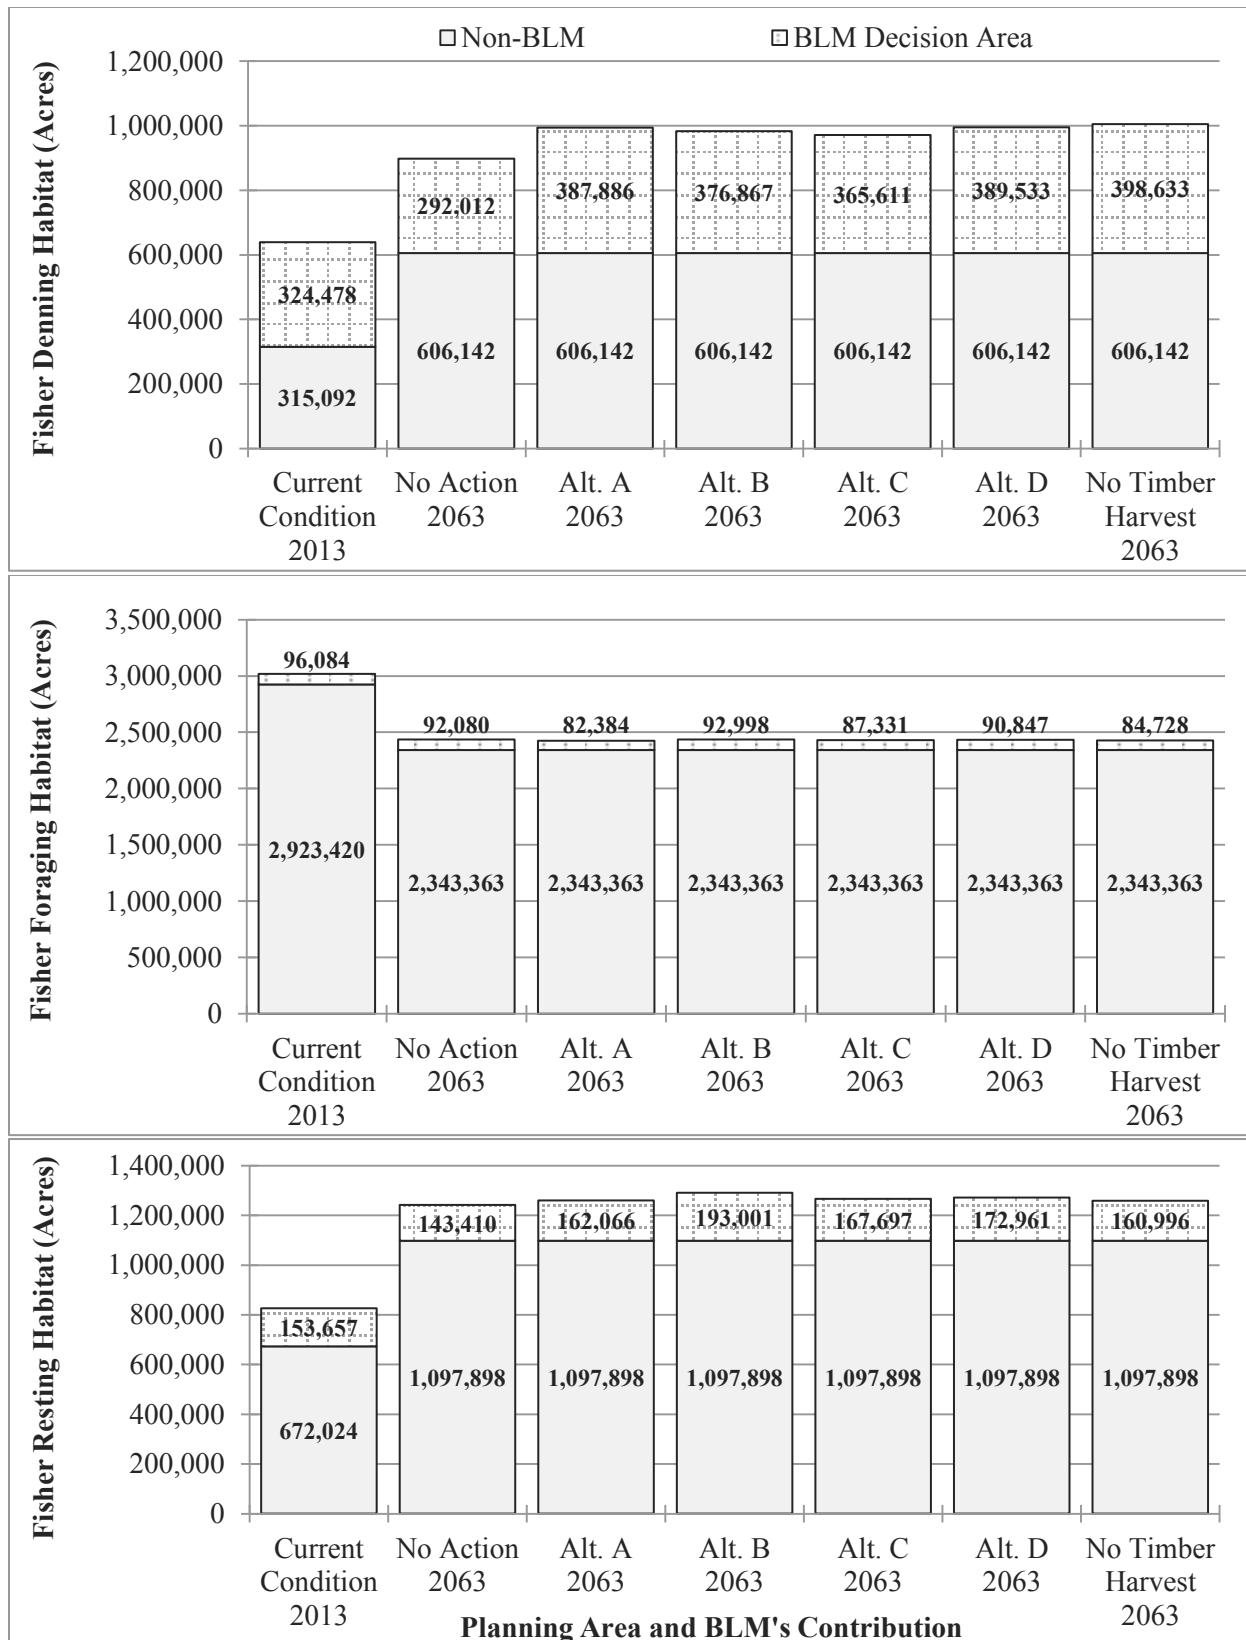 Non-BLM BLM Decision Area
Fisher Denning Habitat (Acres)
1,200,000
1,000,000
800,000
600,000
400,000
200,000
0
292,012 387,886 376,867 365,611 389,533 398,633
324,478
606,142 606,142 606,142 606,142 606,142 606,142
315,092
Current No Action Alt. A Alt. B Alt. C Alt. D No Timber
Condition 2063 2063 2063 2063 2063 Harvest
2013 2063
Fisher Foraging Habitat (Acres)
3,500,000
3,000,000
2,500,000
2,000,000
1,500,000
1,000,000
500,000
0
96,084
92,080 82,384 92,998 87,331 90,847 84,728
2,923,420
2,343,363 2,343,363 2,343,363 2,343,363 2,343,363 2,343,363
Current No Action Alt. A Alt. B Alt. C Alt. D No Timber
Condition 2063 2063 2063 2063 2063 Harvest
2013 2063
Fisher Resting Habitat (Acres)
1,400,000
1,200,000
1,000,000
800,000
600,000
400,000
200,000
0
143,410 162,066 193,001 167,697 172,961 160,996
153,657
1,097,898 1,097,898 1,097,898 1,097,898 1,097,898 1,097,898
672,024
Current No Action Alt. A Alt. B Alt. C Alt. D No Timber
Condition 2063 2063 2063 2063 2063 Harvest
2013 2063
Planning Area and BLM's Contribution